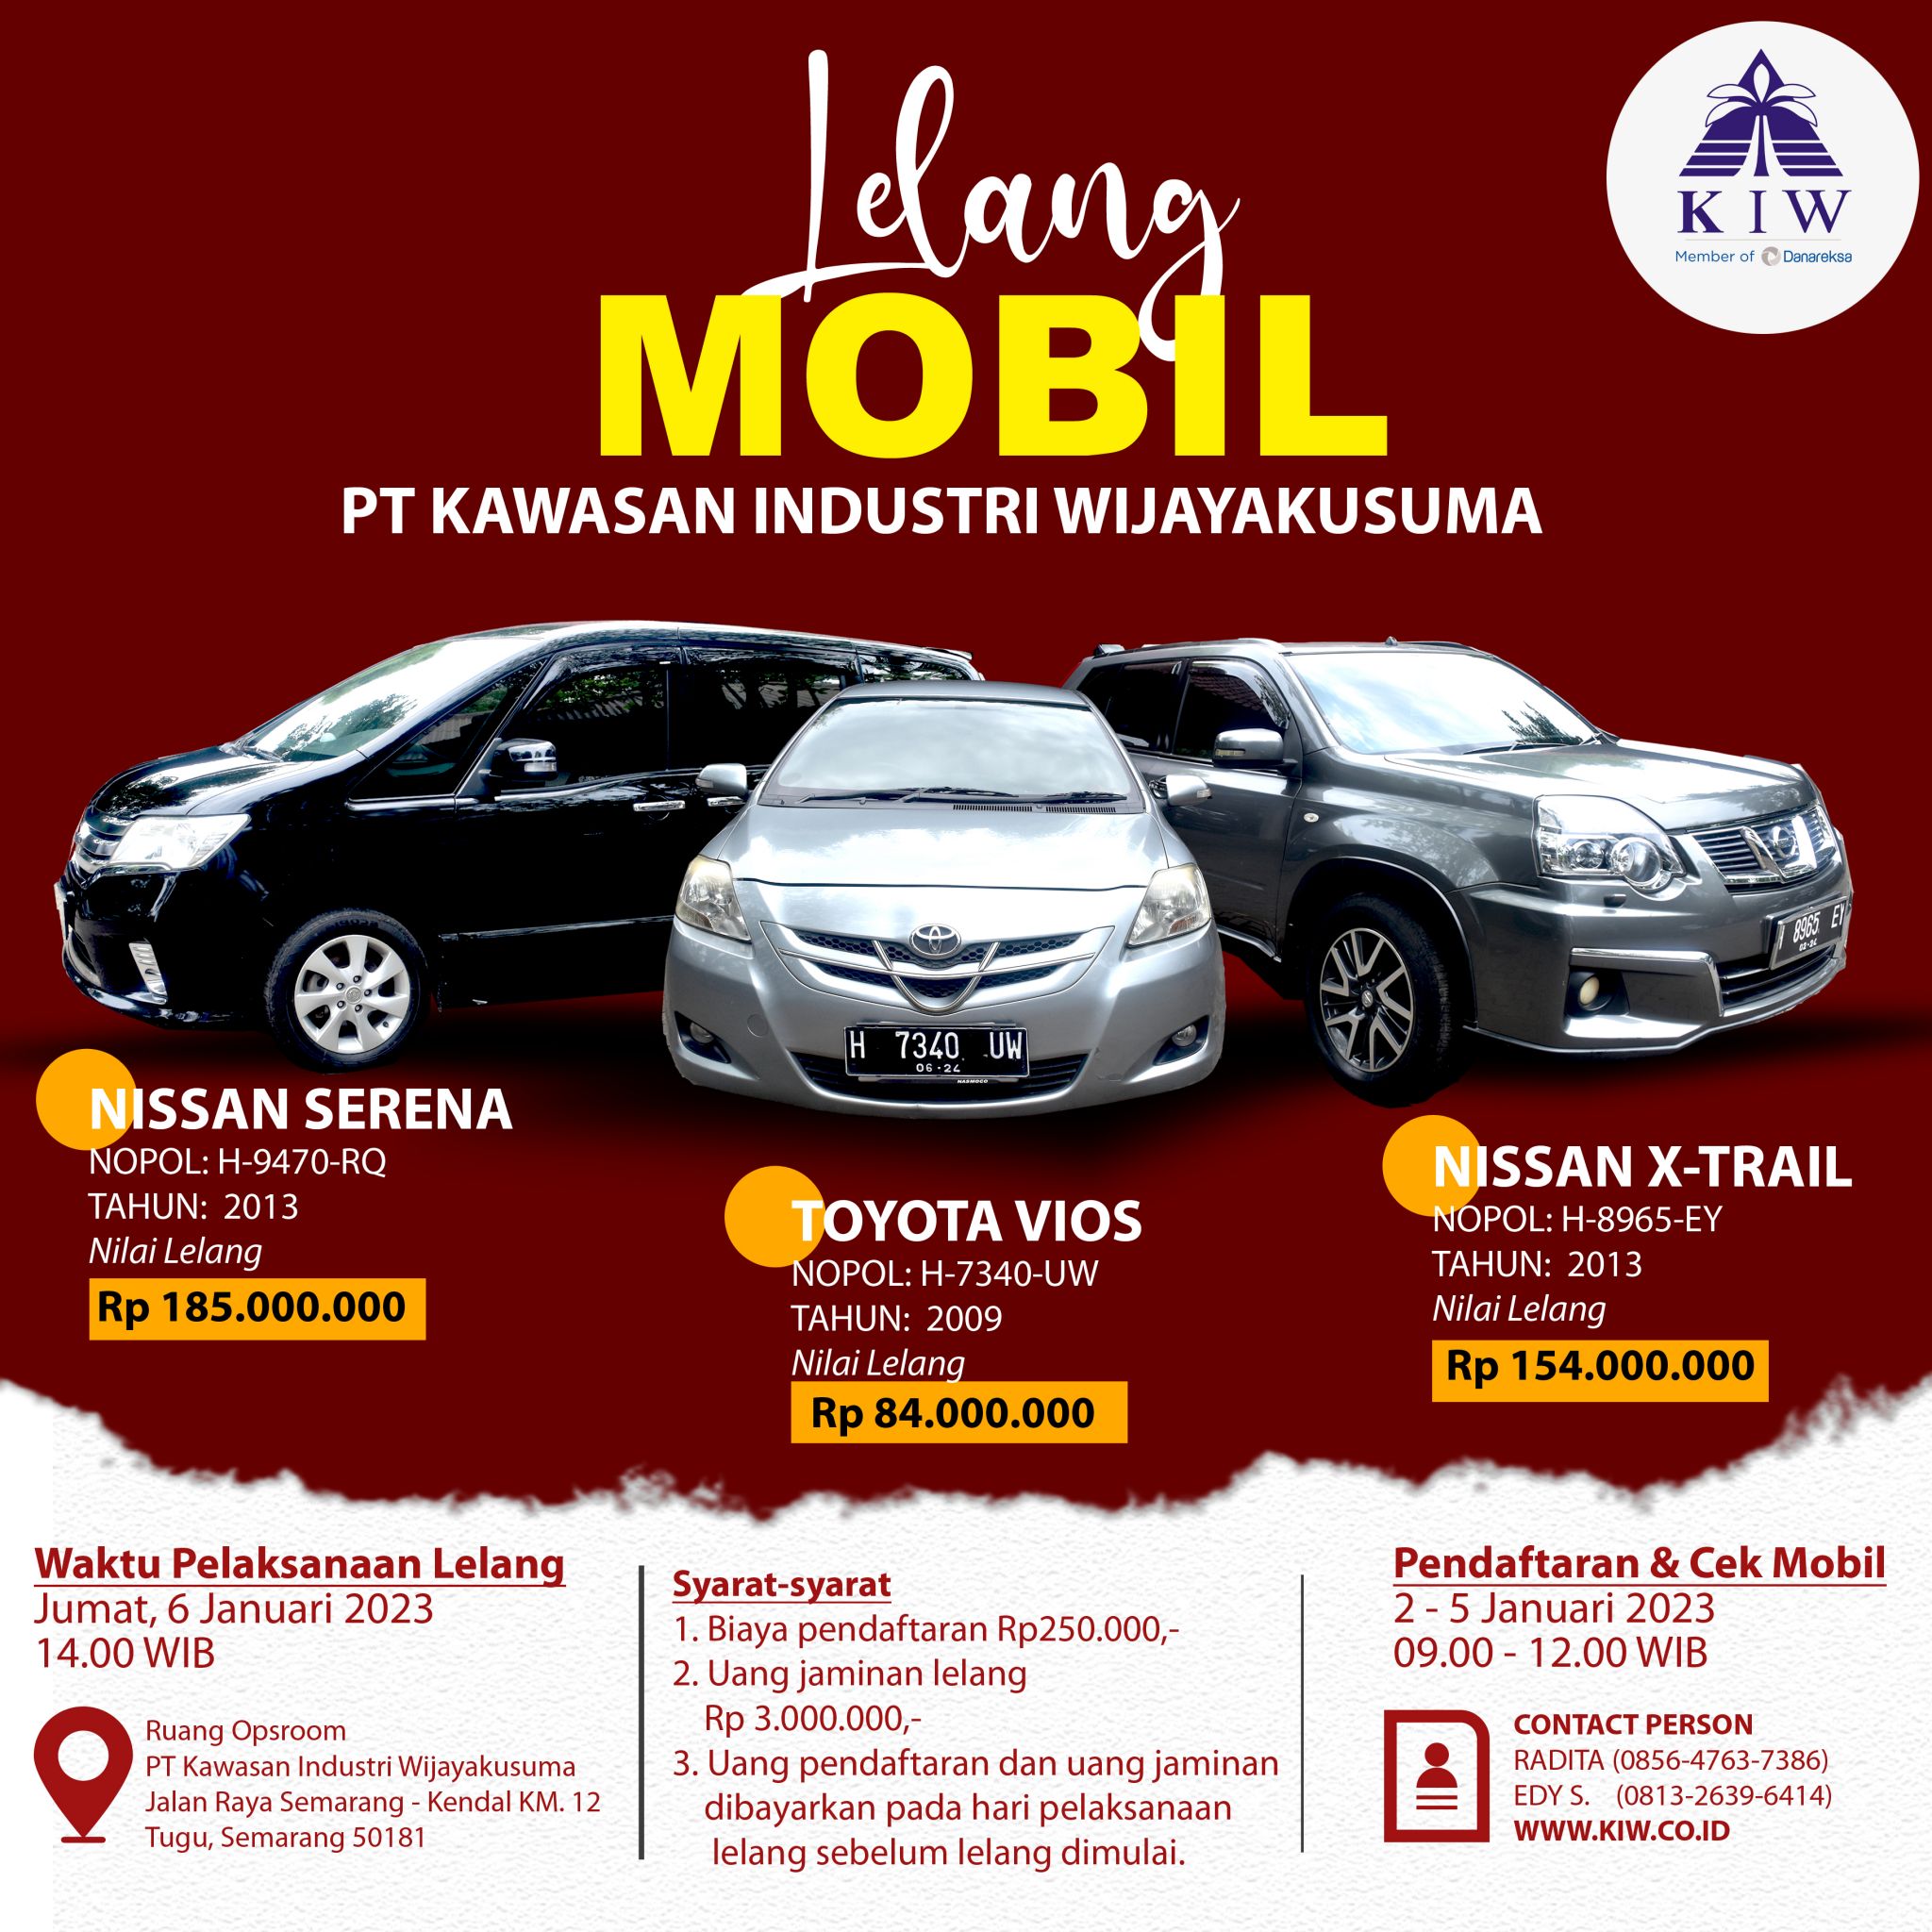 Lelang
MOBIL
PT KAWASAN INDUSTRI WIJAYAKUSUMA
K I W
Member of Danareksa
H 7340 UW
06·24
NASMOCO
8965 EY
02-24
NISSAN SERENA
NOPOL: H-9470-RQ
TAHUN: 2013
Nilai Lelang
Rp 185.000.000
TOYOTA VIOS
NOPOL: H-7340-UW
TAHUN: 2009
Nilai Lelang
Rp 84.000.000
NISSAN X-TRAIL
NOPOL: H-8965-EY
TAHUN: 2013
Nilai Lelang
Rp 154.000.000
Waktu Pelaksanaan Lelang
Jumat, 6 Januari 2023
14.00 WIB
Ruang Opsroom
PT Kawasan Industri Wijayakusuma
Jalan Raya Semarang - Kendal KM. 12
Tugu, Semarang 50181
Syarat-syarat
1. Biaya pendaftaran Rp250.000,-
2. Uang jaminan lelang
Rp 3.000.000,-
3. Uang pendaftaran dan uang jaminan
dibayarkan pada hari pelaksanaan
lelang sebelum lelang dimulai.
Pendaftaran & Cek Mobil
2 - 5 Januari 2023
09.00 - 12.00 WIB
CONTACT PERSON
RADITA (0856-4763-7386)
EDY S. (0813-2639-6414)
WWW.KIW.CO.ID